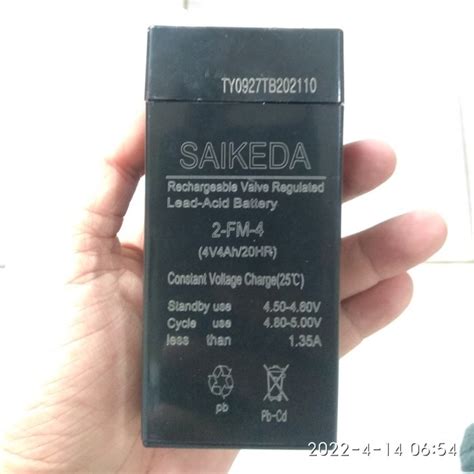 TY0927TB202110
SAIKEDA
Rechargeable Valve Regulated
Lead-Acid Battery
2-FM-4
(4V4Ah/20HR)
Constant Voltage Charge(25℃)
Standby use 4.50-4.60V
Cycle use 4.80-5.00V
less than 1.35A
pb
Pb-Cd
2022-4-14 06:54